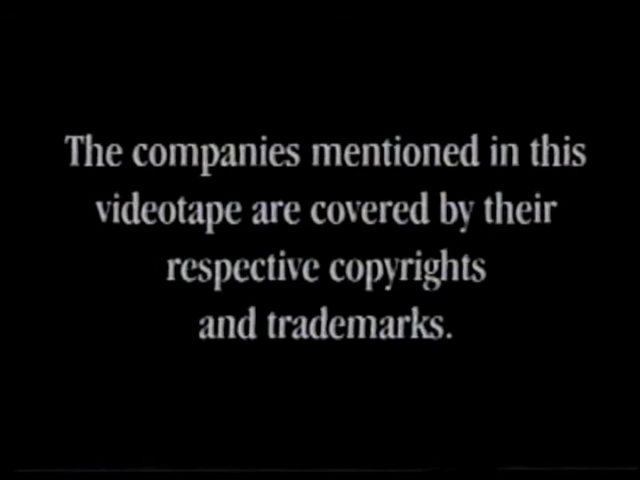 The companies mentioned in this
videotape are covered by their
respective copyrights
and trademarks.